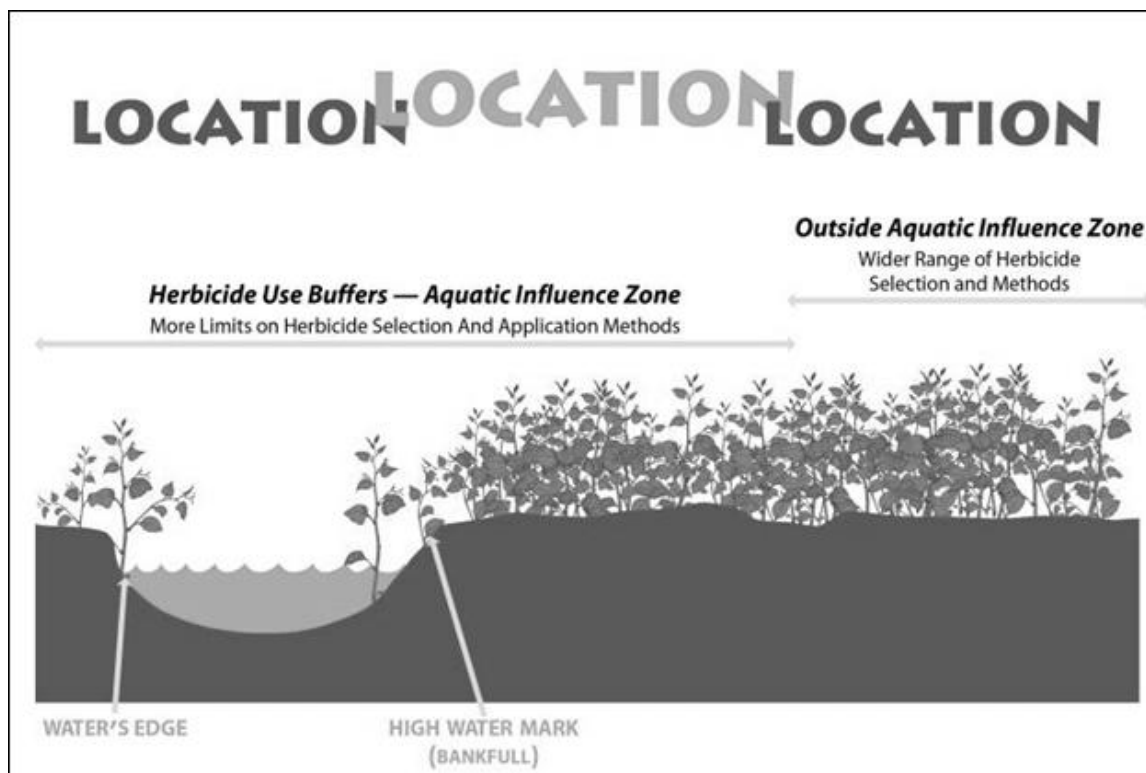 LOCATION LOCATION LOCATION
Outside Aquatic Influence Zone
Wider Range of Herbicide
Selection and Methods
Herbicide Use Buffers — Aquatic Influence Zone
More Limits on Herbicide Selection And Application Methods
WATER'S EDGE
HIGH WATER MARK
(BANKFULL)